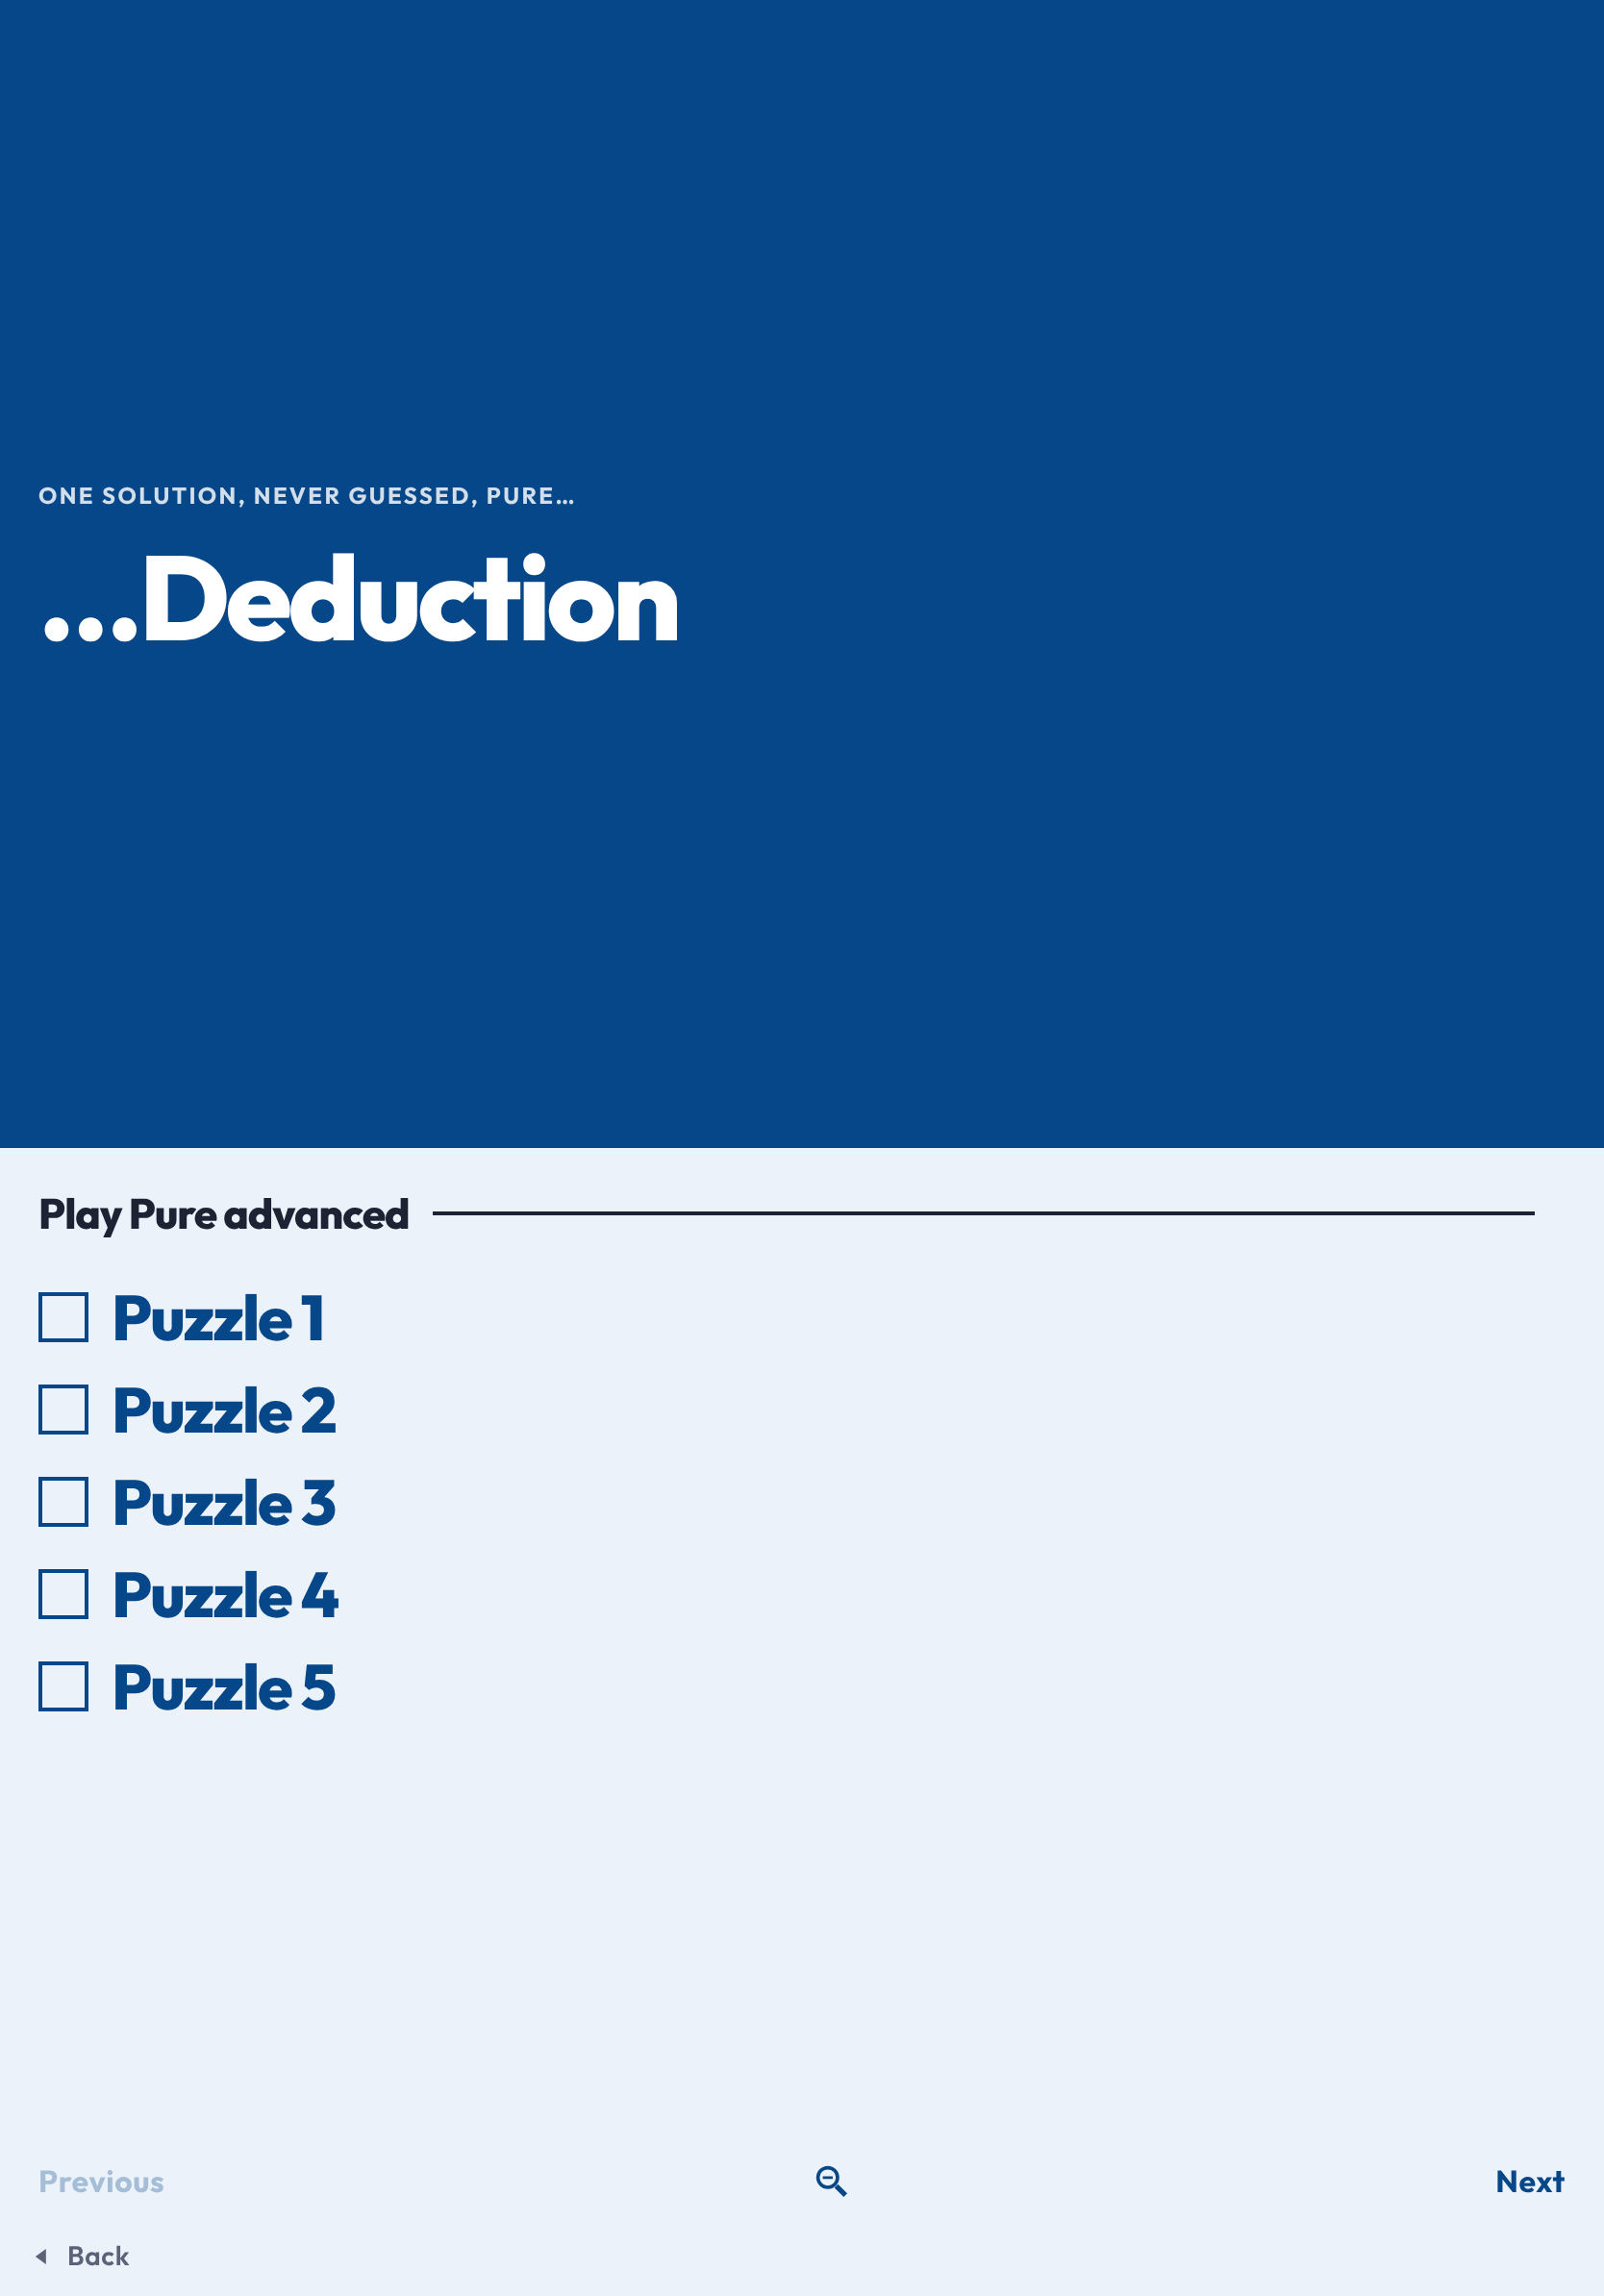 ONE SOLUTION, NEVER GUESSED, PURE...
...Deduction
Play Pure advanced
Puzzle 1
Puzzle 2
Puzzle 3
Puzzle 4
Puzzle 5
Previous
Next
Back